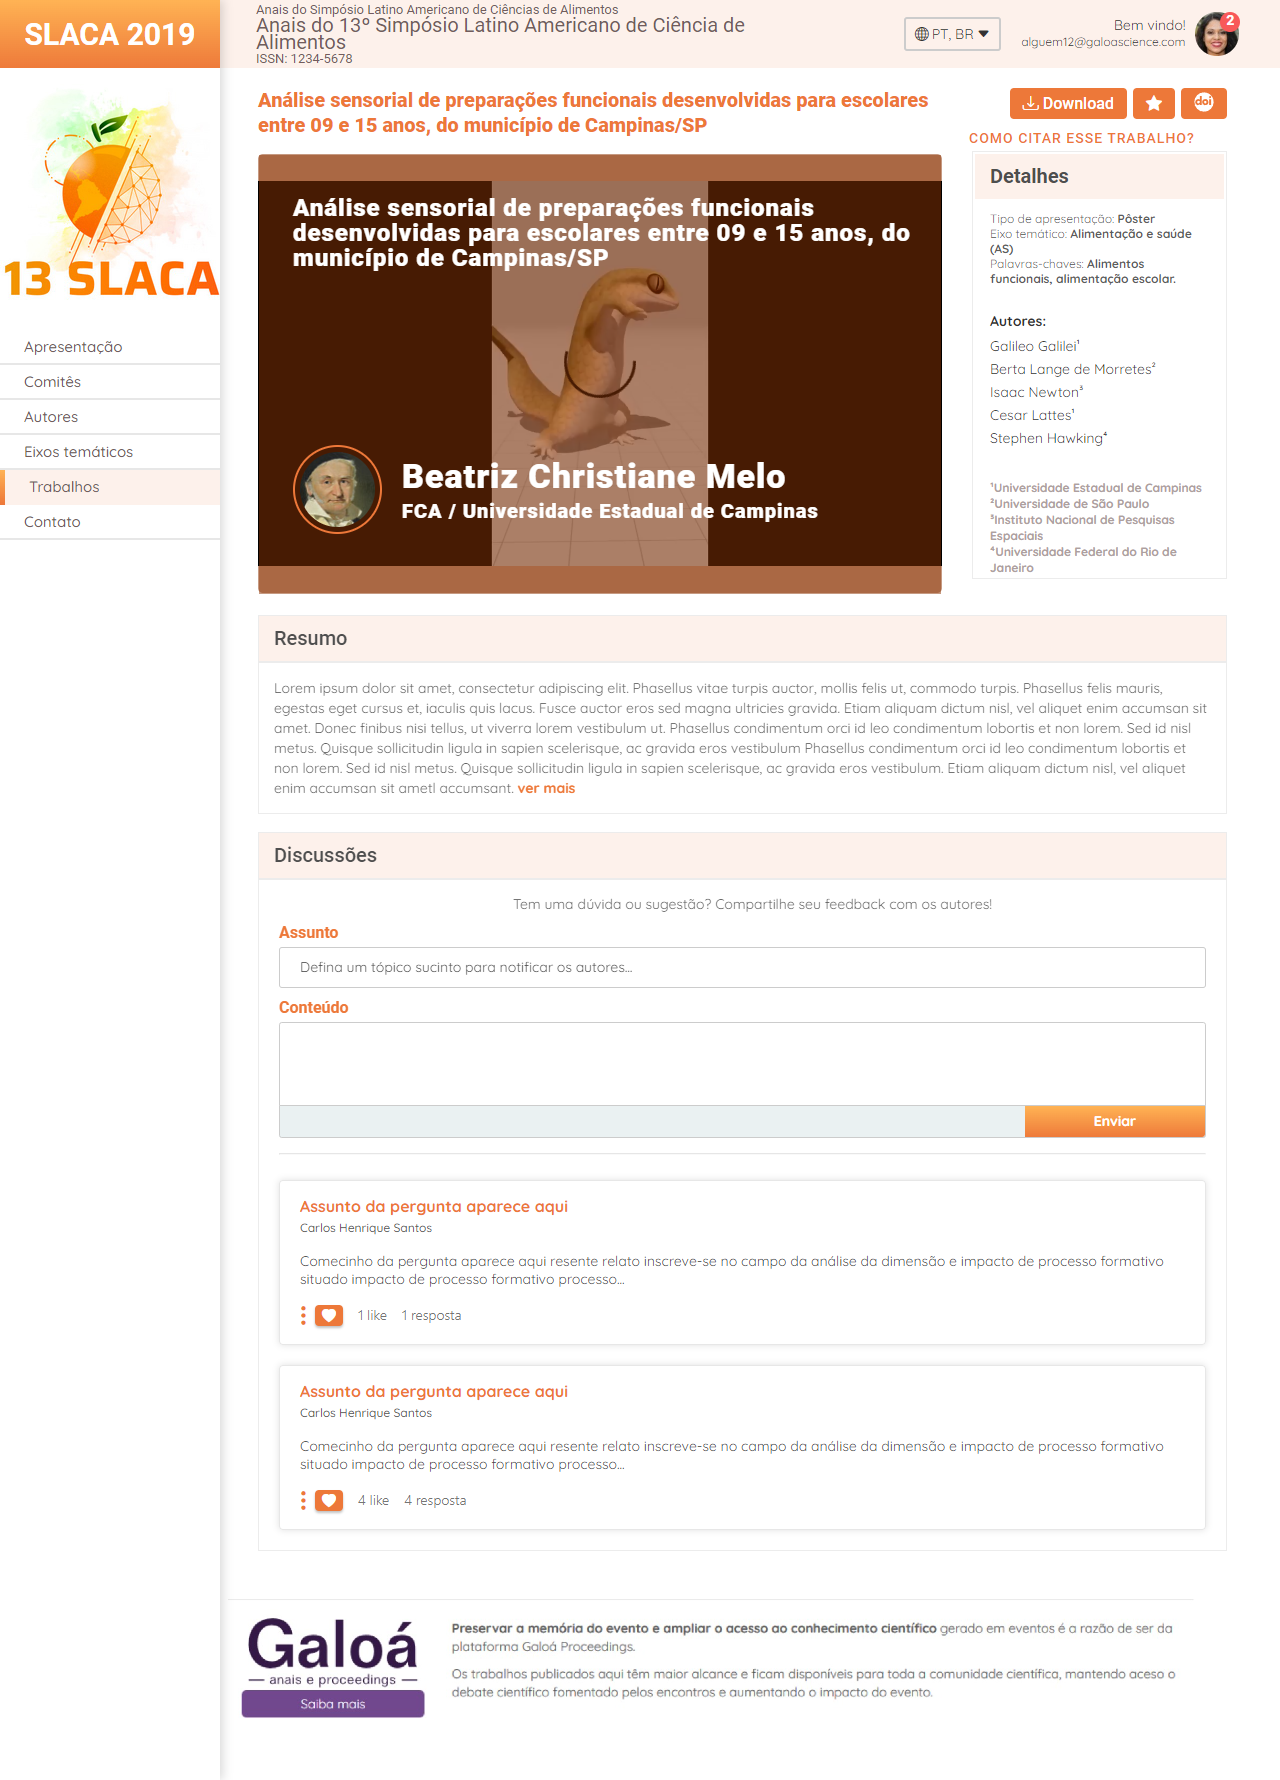 SLACA 2019
Anais do Simpósio Latino Americano de Ciências de Alimentos
Anais do 13º Simpósio Latino Americano de Ciência de
Alimentos
ISSN: 1234-5678
PT, BR
Bem vindo!
alguem12@galoascience.com
2
13 SLACA
Apresentação
Comitês
Autores
Eixos temáticos
Trabalhos
Contato
Análise sensorial de preparações funcionais desenvolvidas para escolares
entre 09 e 15 anos, do município de Campinas/SP
Download
doi
COMO CITAR ESSE TRABALHO?
Análise sensorial de preparações funcionais
desenvolvidas para escolares entre 09 e 15 anos, do
município de Campinas/SP
Beatriz Christiane Melo
FCA / Universidade Estadual de Campinas
Detalhes
Tipo de apresentação: Pôster
Eixo temático: Alimentação e saúde
(AS)
Palavras-chaves: Alimentos
funcionais, alimentação escolar.
Autores:
Galileo Galilei¹
Berta Lange de Morretes²
Isaac Newton³
Cesar Lattes¹
Stephen Hawking⁴
¹Universidade Estadual de Campinas
²Universidade de São Paulo
³Instituto Nacional de Pesquisas
Espaciais
⁴Universidade Federal do Rio de
Janeiro
Resumo
Lorem ipsum dolor sit amet, consectetur adipiscing elit. Phasellus vitae turpis auctor, mollis felis ut, commodo turpis. Phasellus felis mauris,
egestas eget cursus et, iaculis quis lacus. Fusce auctor eros sed magna ultricies gravida. Etiam aliquam dictum nisl, vel aliquet enim accumsan sit
amet. Donec finibus nisi tellus, ut viverra lorem vestibulum ut. Phasellus condimentum orci id leo condimentum lobortis et non lorem. Sed id nisl
metus. Quisque sollicitudin ligula in sapien scelerisque, ac gravida eros vestibulum Phasellus condimentum orci id leo condimentum lobortis et
non lorem. Sed id nisl metus. Quisque sollicitudin ligula in sapien scelerisque, ac gravida eros vestibulum. Etiam aliquam dictum nisl, vel aliquet
enim accumsan sit ametl accumsant. ver mais
Discussões
Tem uma dúvida ou sugestão? Compartilhe seu feedback com os autores!
Assunto
Defina um tópico sucinto para notificar os autores...
Conteúdo
Enviar
Assunto da pergunta aparece aqui
Carlos Henrique Santos
Comecinho da pergunta aparece aqui resente relato inscreve-se no campo da análise da dimensão e impacto de processo formativo
situado impacto de processo formativo processo...
1 like 1 resposta
Assunto da pergunta aparece aqui
Carlos Henrique Santos
Comecinho da pergunta aparece aqui resente relato inscreve-se no campo da análise da dimensão e impacto de processo formativo
situado impacto de processo formativo processo...
4 like 4 resposta
Galoá
anais e proceedings
Saiba mais
Preservar a memória do evento e ampliar o acesso ao conhecimento científico gerado em eventos é a razão de ser da
plataforma Galoá Proceedings.
Os trabalhos publicados aqui têm maior alcance e ficam disponíveis para toda a comunidade científica, mantendo aceso o
debate científico fomentado pelos encontros e aumentando o impacto do evento.